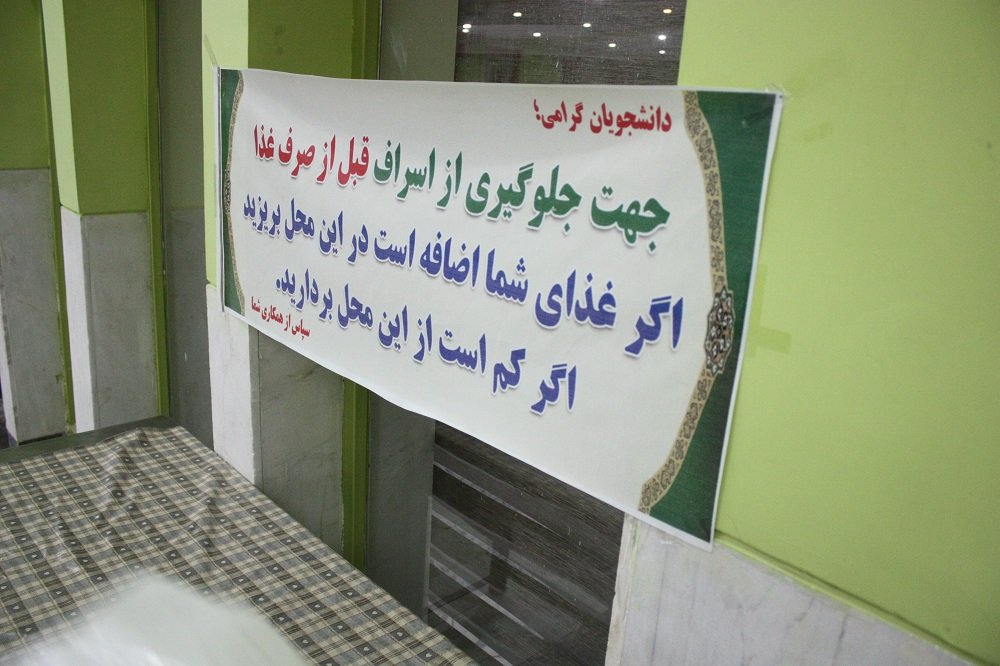 دانشجویان گرامی؛
جهت جلوگیری از اسراف قبل از صرف غذا
اگر غذای شما اضافه است در این محل بریزید
اگر کم است از این محل بردارید.
سپاس از همکاری شما